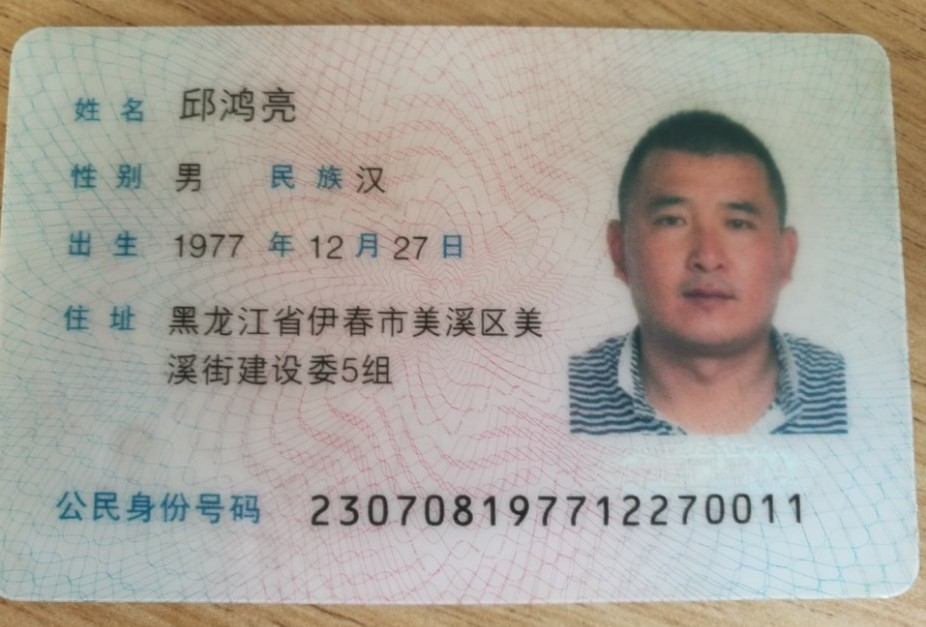 姓名 邱鸿亮
性别 男 民族 汉
出生 1977 年 12 月 27 日
住址 黑龙江省伊春市美溪区美
溪街建设委5组
公民身份号码 230708197712270011